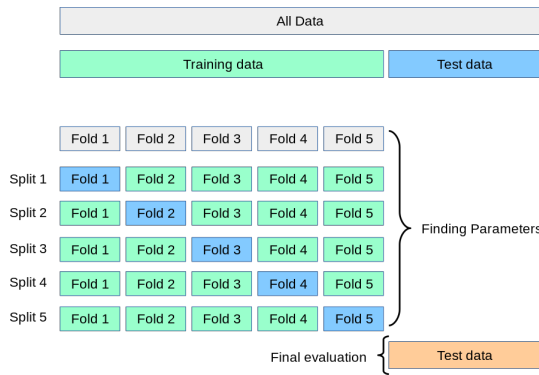 All Data
Training data Test data
Fold 1 Fold 2 Fold 3 Fold 4 Fold 5
Split 1 Fold 1 Fold 2 Fold 3 Fold 4 Fold 5
Split 2 Fold 1 Fold 2 Fold 3 Fold 4 Fold 5
Finding Parameters
Split 3 Fold 1 Fold 2 Fold 3 Fold 4 Fold 5
Split 4 Fold 1 Fold 2 Fold 3 Fold 4 Fold 5
Split 5 Fold 1 Fold 2 Fold 3 Fold 4 Fold 5
Final evaluation Test data